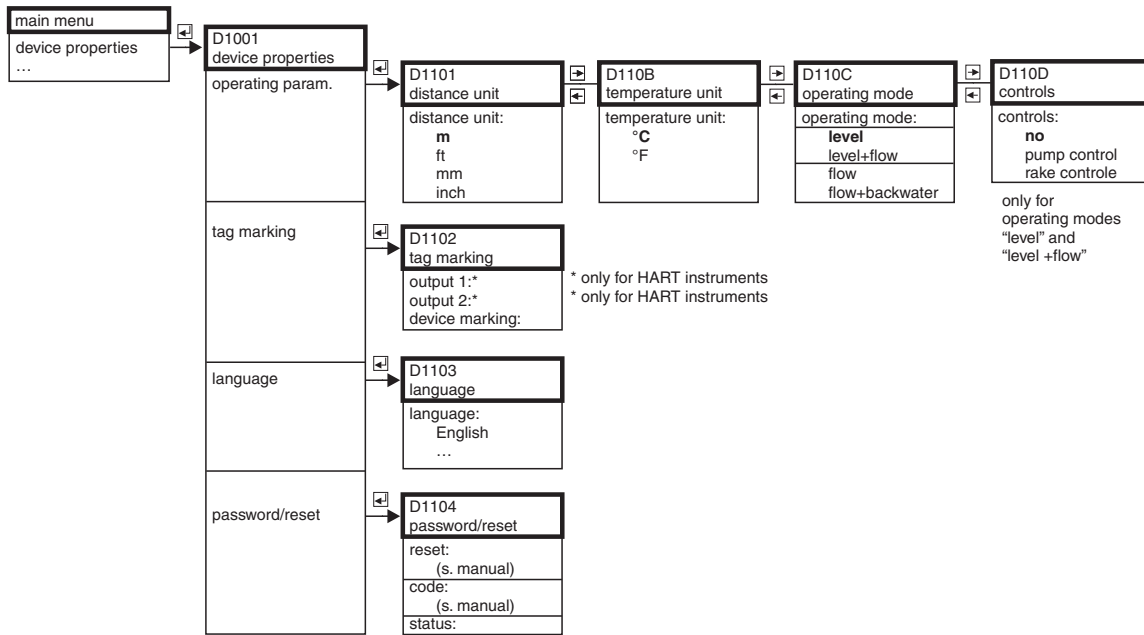 main menu
device properties
…
D1001
device properties
operating param.
D1101
distance unit
distance unit:
m
ft
mm
inch
D110B
temperature unit
temperature unit:
°C
°F
D110C
operating mode
operating mode:
level
level+flow
flow
flow+backwater
D110D
controls
controls:
no
pump control
rake controle
only for
operating modes
“level” and
“level +flow”
tag marking
D1102
tag marking
output 1:*
output 2:*
device marking:
* only for HART instruments
* only for HART instruments
language
D1103
language
language:
English
…
password/reset
D1104
password/reset
reset:
(s. manual)
code:
(s. manual)
status: